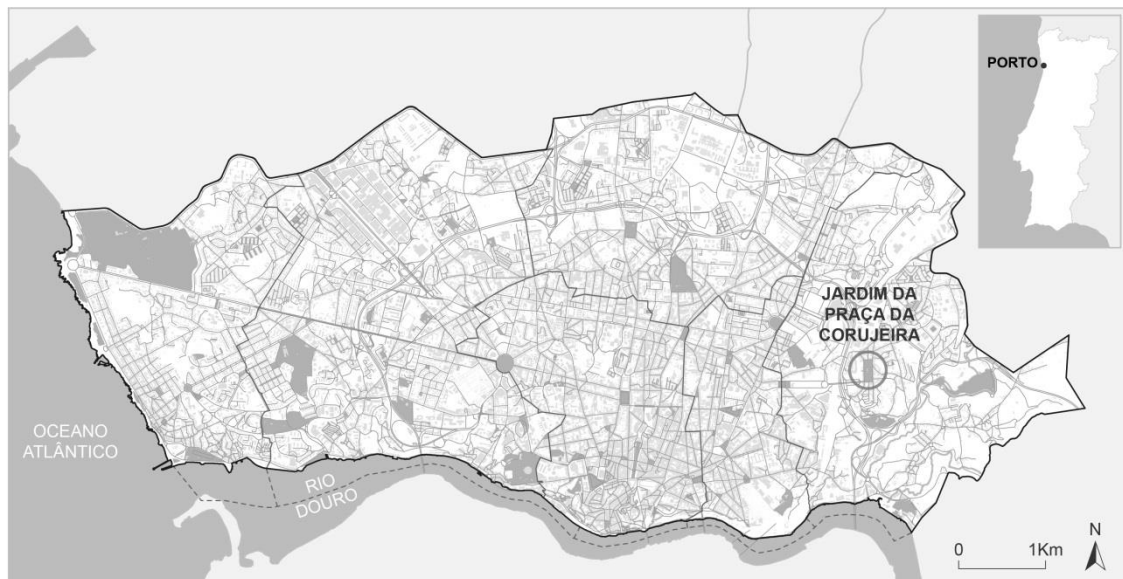 PORTO
JARDIM DA
PRAÇA DA
CORUJEIRA
OCEANO
ATLÂNTICO
RIO
DOURO
N
0 1Km